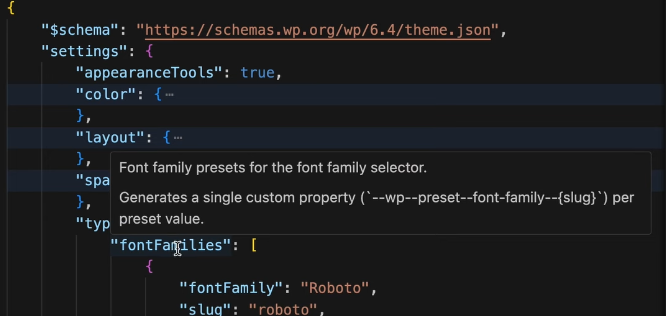 {
"$schema": "https://schemas.wp.org/wp/6.4/theme.json",
"settings": {
"appearanceTools": true,
"color": {⋯
},
"layout": {⋯
},
Font family presets for the font family selector.
"spa
Generates a single custom property (`--wp--preset--font-family--{slug}`) per
},
preset value.
"typ
"fontFamilies": [
{
"fontFamily": "Roboto",
"slug": "roboto",